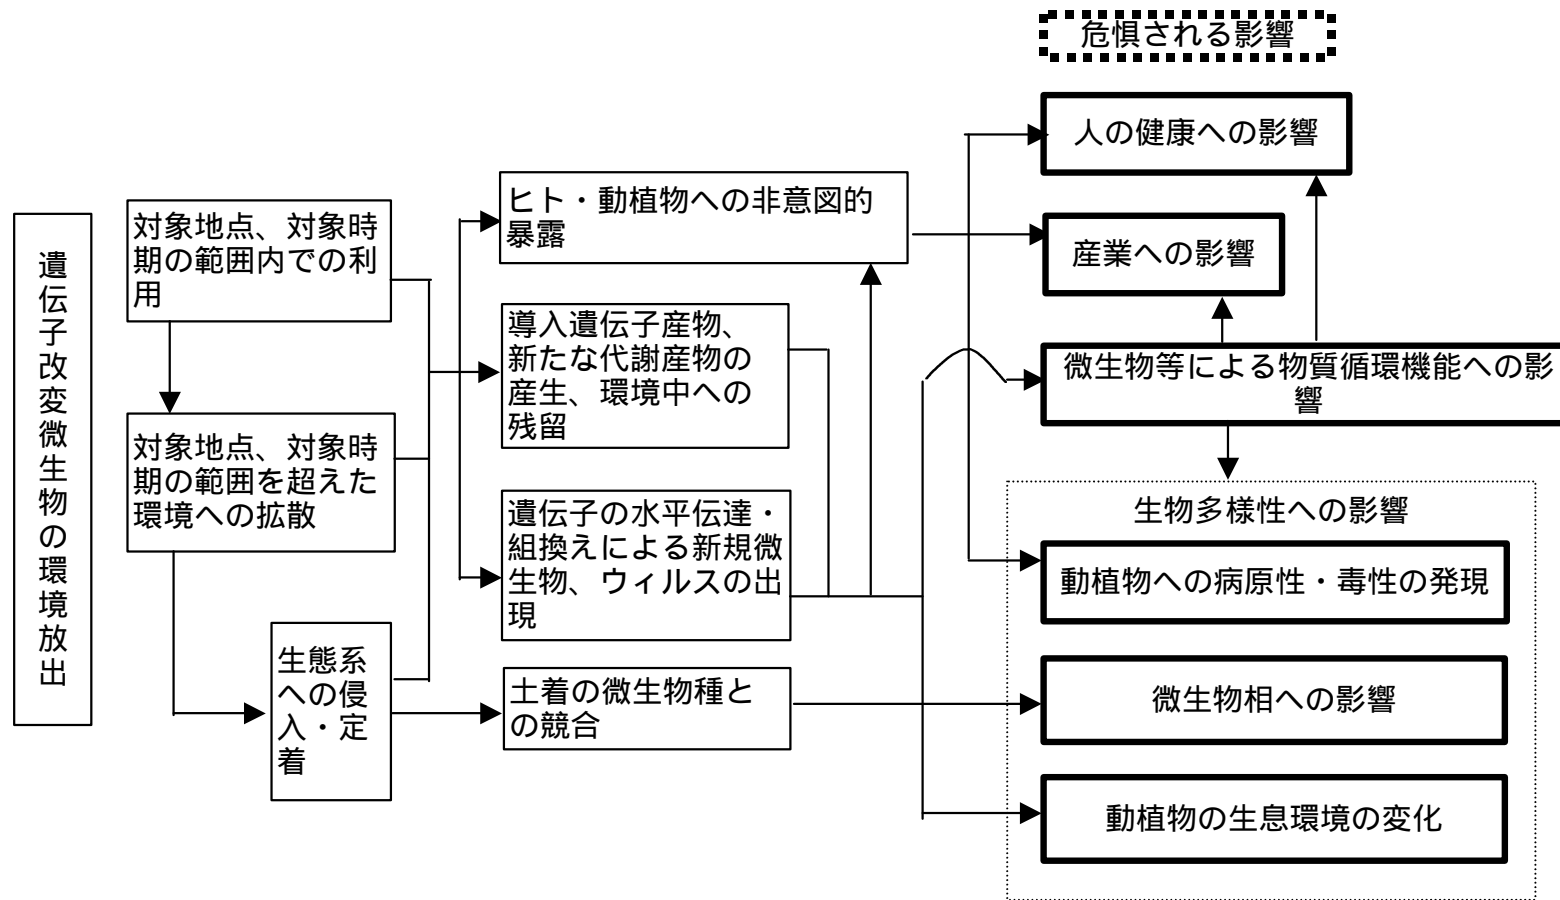 危惧される影響
遺伝子改変微生物の環境放出
対象地点、対象時
期の範囲内での利
用
対象地点、対象時
期の範囲を超えた
環境への拡散
生態系
への侵
入・定
着
ヒト・動植物への非意図的
暴露
導入遺伝子産物、
新たな代謝産物の
産生、環境中への
残留
遺伝子の水平伝達・
組換えによる新規微
生物、ウィルスの出
現
土着の微生物種と
の競合
人の健康への影響
産業への影響
微生物等による物質循環機能への影
響
生物多様性への影響
動植物への病原性・毒性の発現
微生物相への影響
動植物の生息環境の変化